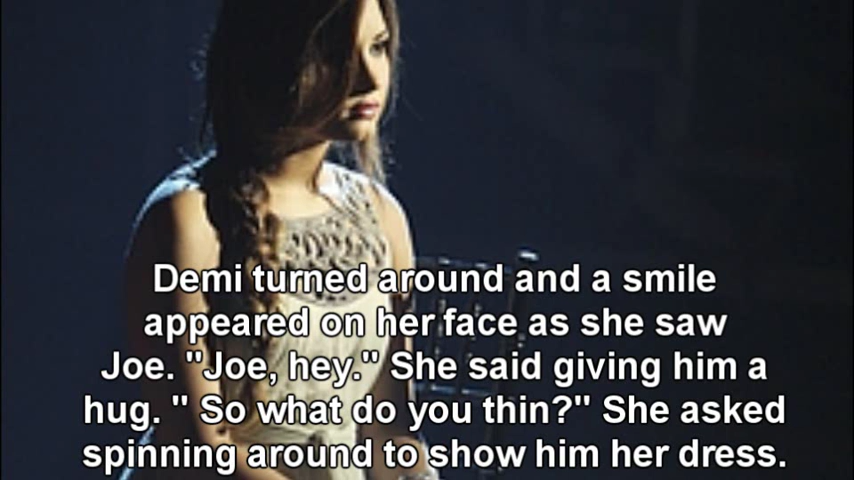 Demi turned around and a smile
appeared on her face as she saw
Joe. "Joe, hey." She said giving him a
hug. " So what do you thin?" She asked
spinning around to show him her dress.